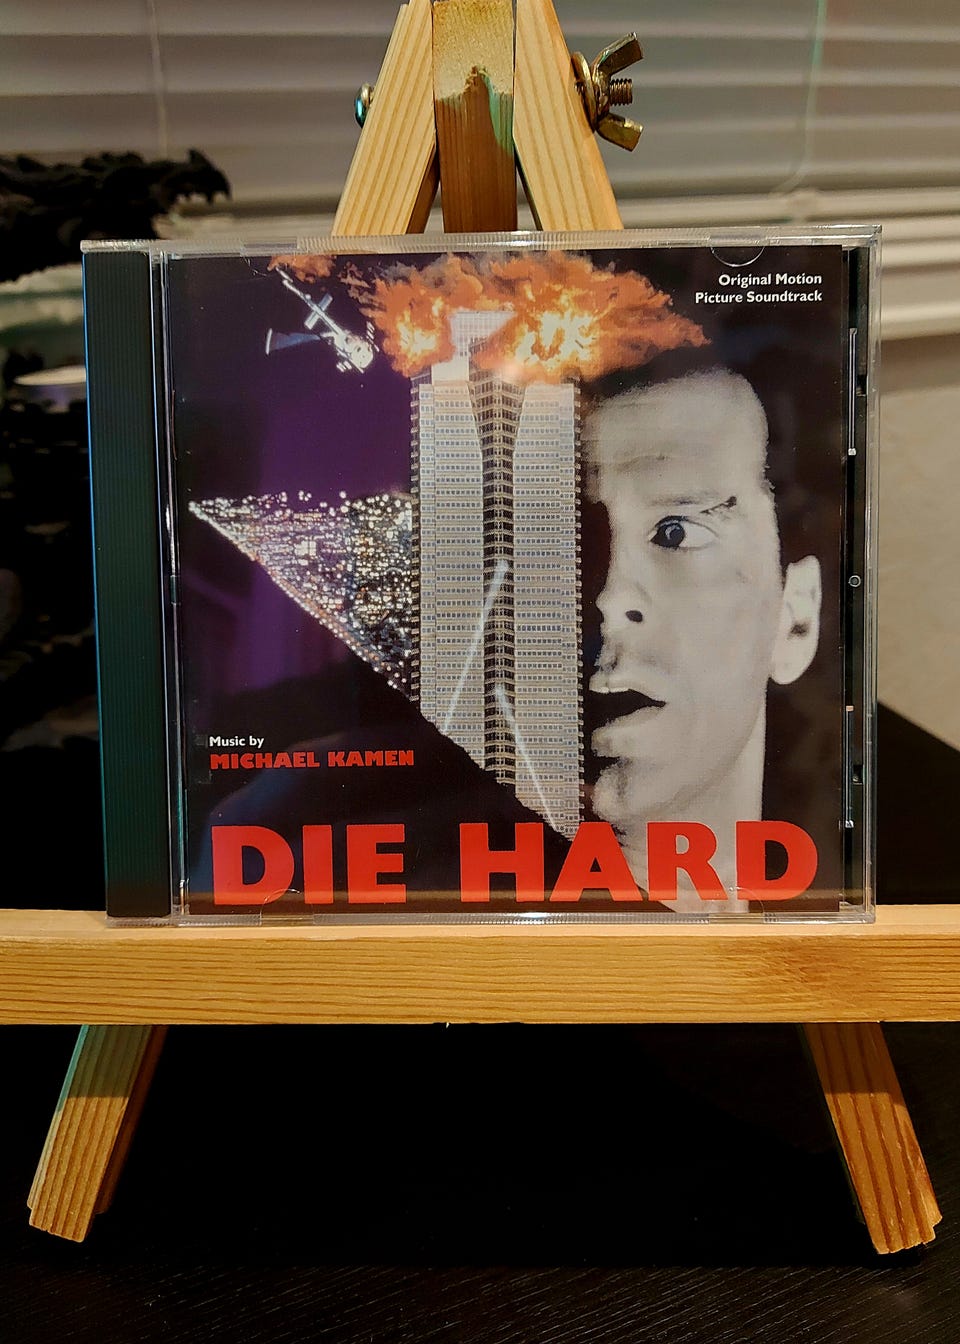 Original Motion
Picture Soundtrack
Music by
MICHAEL KAMEN
DIE HARD